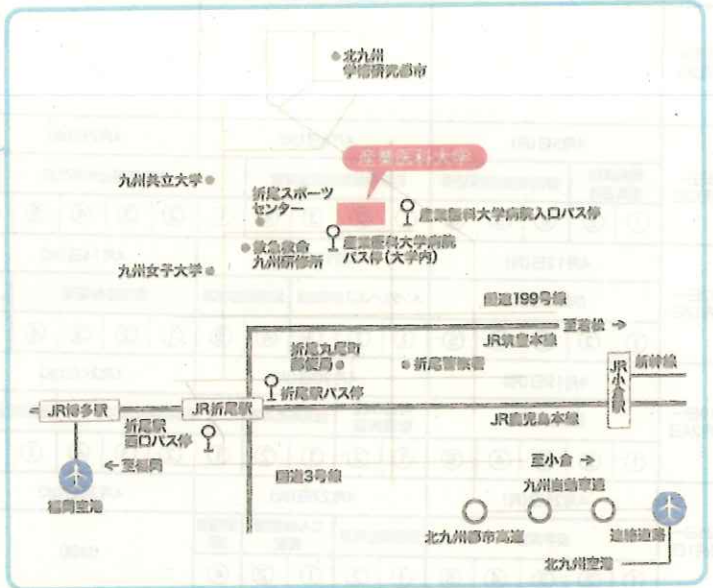 北九州
学術研究都市
産業医科大学
九州共立大学
折尾スポーツ
センター
産業医科大学病院入口バス停
救急救命
九州研修所
産業医科大学病院
バス停(大学内)
九州女子大学
国道199号線
至若松 →
JR筑豊本線
折尾丸尾町
郵便局
折尾警察署
JR小倉駅
新幹線
折尾駅バス停
JR博多駅
JR折尾駅
JR鹿児島本線
折尾駅
西口バス停
←至福岡
国道3号線
至小倉→
九州自動車道
福岡空港
北九州都市高速
連絡道路
北九州空港